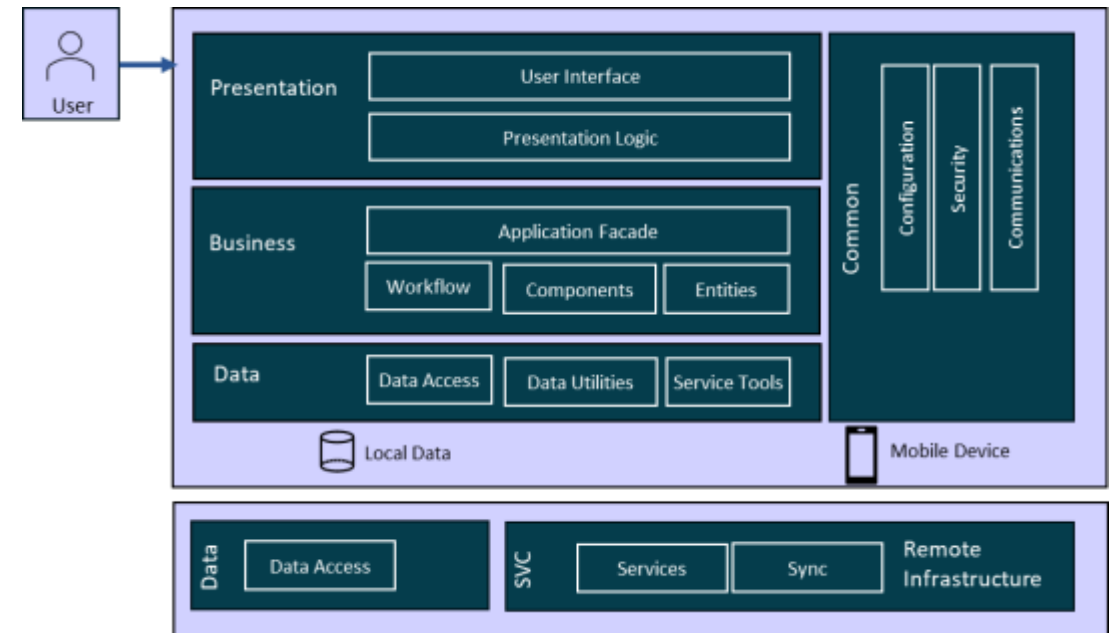 User
Presentation
User Interface
Presentation Logic
Business
Application Facade
Workflow
Components
Entities
Data
Data Access
Data Utilities
Service Tools
Common
Configuration
Security
Communications
Local Data
Mobile Device
Data
Data Access
SVC
Services
Sync
Remote
Infrastructure